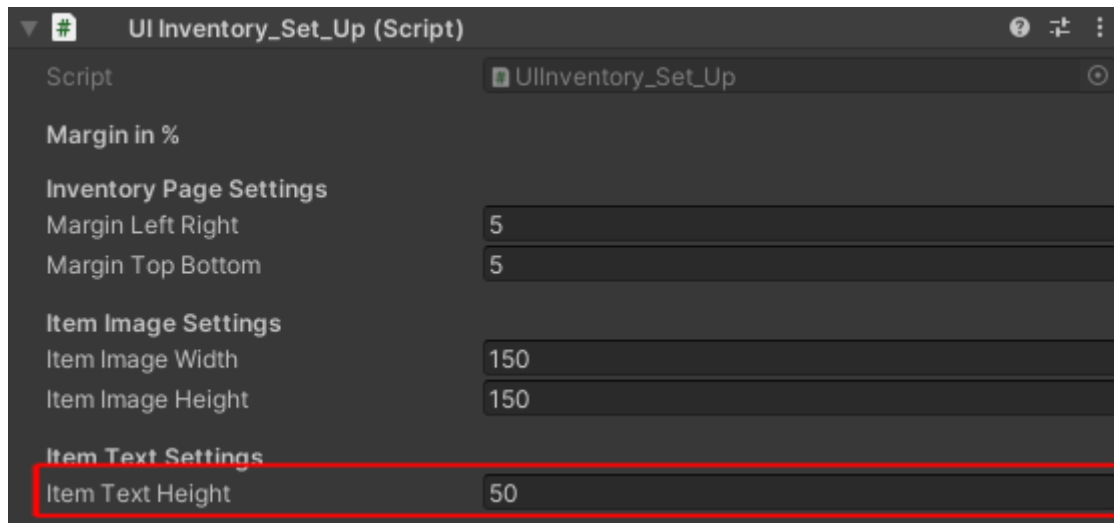 UI Inventory_Set_Up (Script)
Script UIInventory_Set_Up
Margin in %
Inventory Page Settings
Margin Left Right 5
Margin Top Bottom 5
Item Image Settings
Item Image Width 150
Item Image Height 150
Item Text Settings
Item Text Height 50